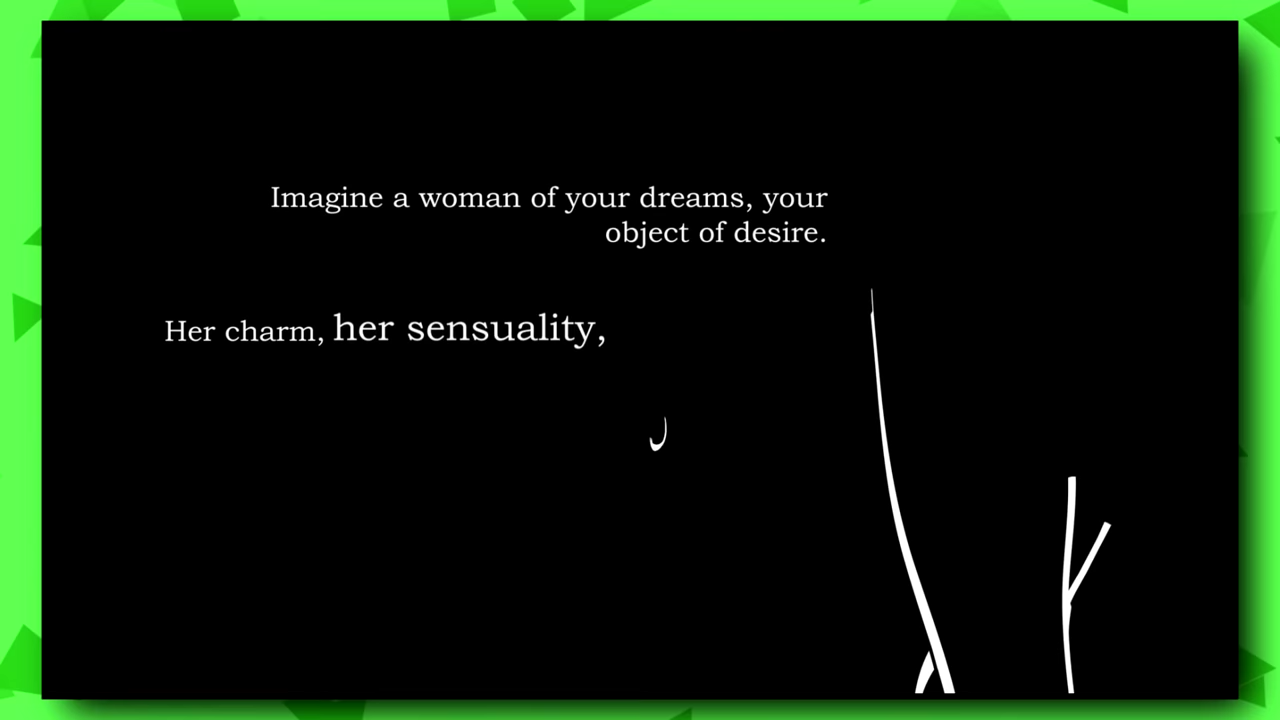 Imagine a woman of your dreams, your
object of desire.
Her charm, her sensuality,